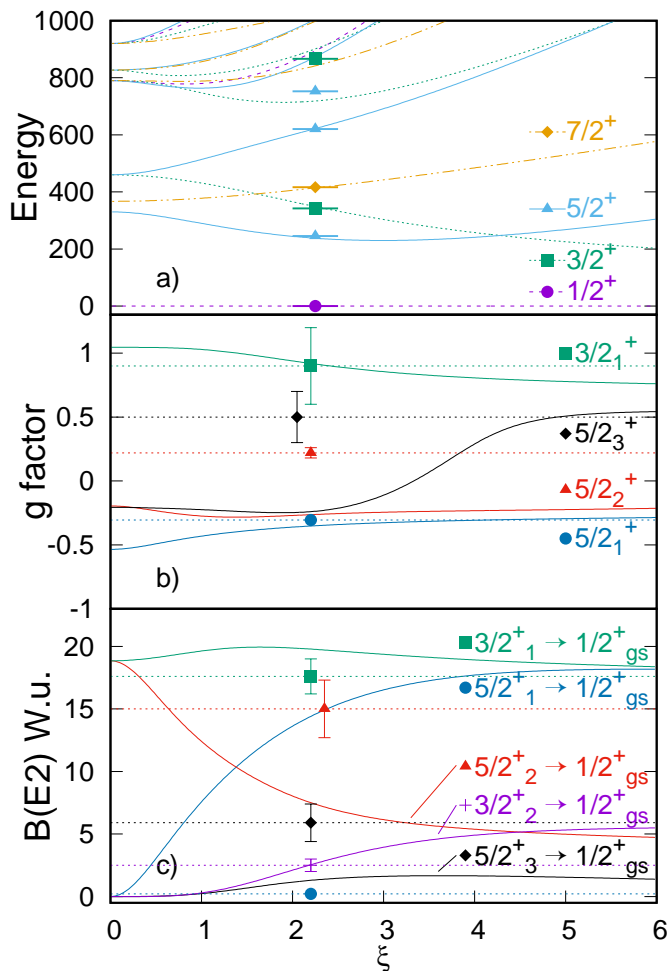 1000
800
600
400
200
0
Energy
7/2+
5/2+
3/2+
1/2+
a)
1
0.5
0
-0.5
-1
g factor
3/2₁⁺
5/2₃⁺
5/2₂⁺
5/2₁⁺
b)
20
15
10
5
0
B(E2) W.u.
3/2⁺₁ → 1/2⁺gs
5/2⁺₁ → 1/2⁺gs
5/2⁺₂ → 1/2⁺gs
3/2⁺₂ → 1/2⁺gs
5/2⁺₃ → 1/2⁺gs
c)
0 1 2 3 4 5 6
ξ